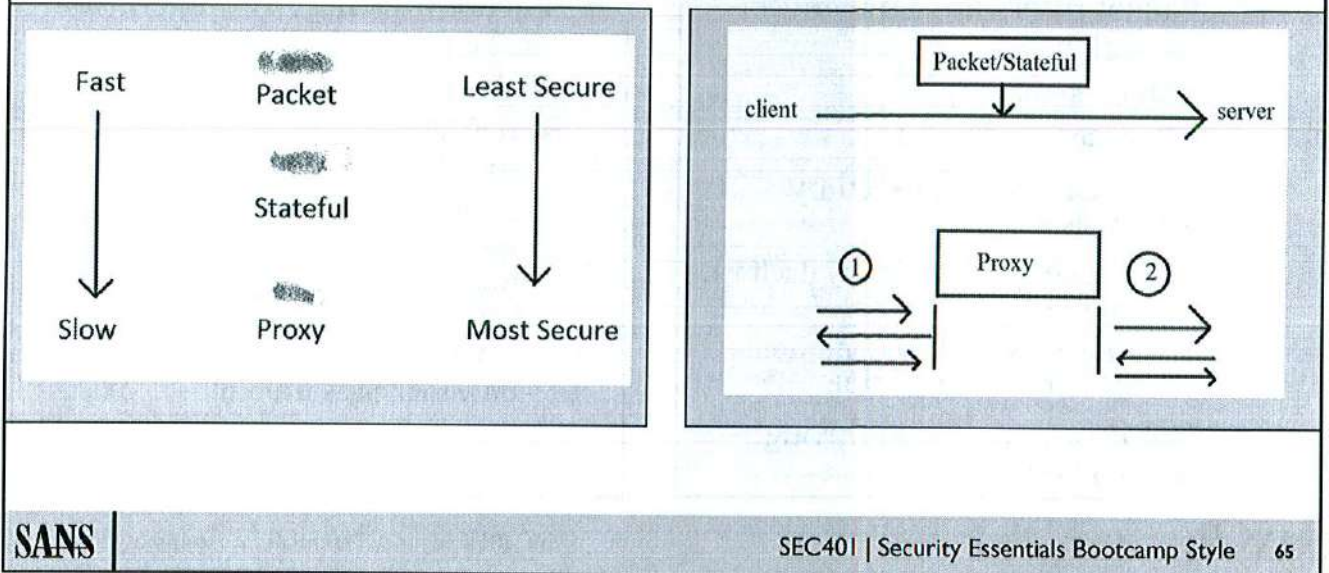 Fast
Packet
Least Secure
Stateful
Slow
Proxy
Most Secure
Packet/Stateful
client
server
1
Proxy
2
SANS
SEC401 | Security Essentials Bootcamp Style 65